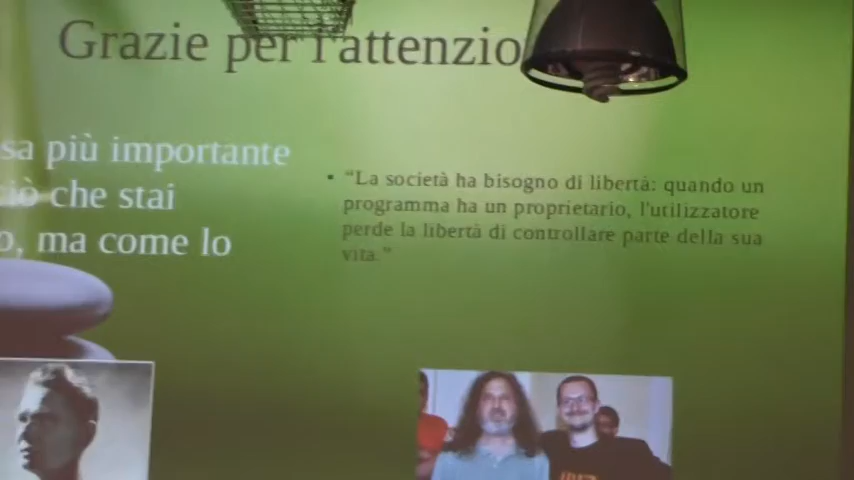 Grazie per l'attenzio
sa più importante
ciò che stai
o, ma come lo
• “La società ha bisogno di libertà: quando un
programma ha un proprietario, l'utilizzatore
perde la libertà di controllare parte della sua
vita.”